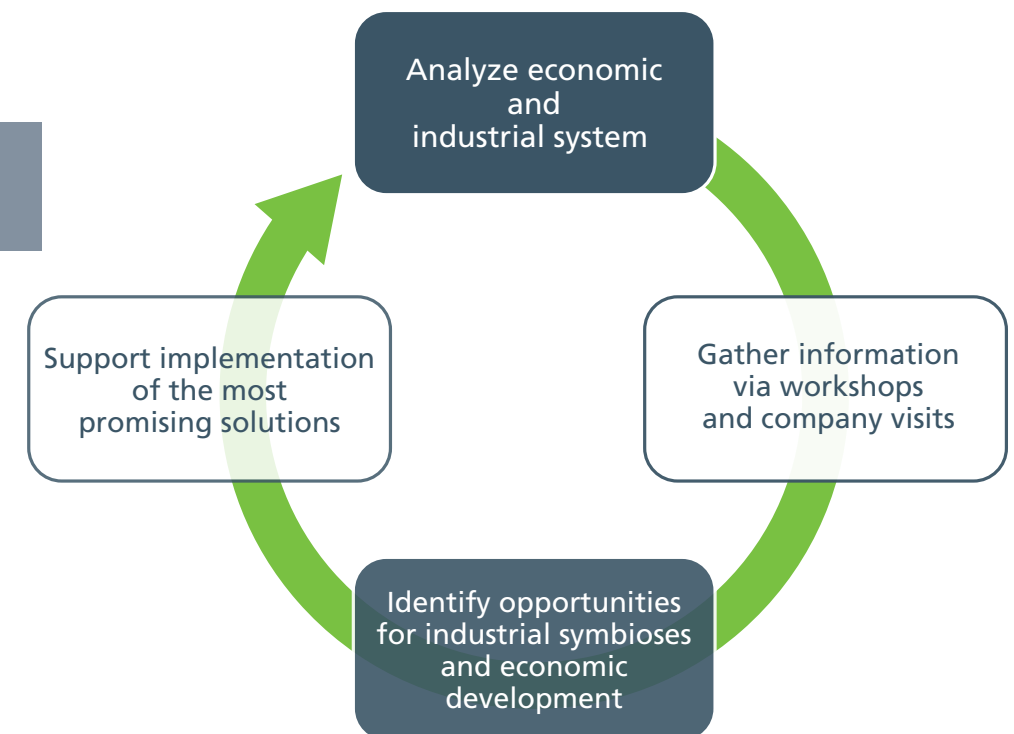 Analyze economic
and
industrial system
Gather information
via workshops
and company visits
Identify opportunities
for industrial symbioses
and economic
development
Support implementation
of the most
promising solutions